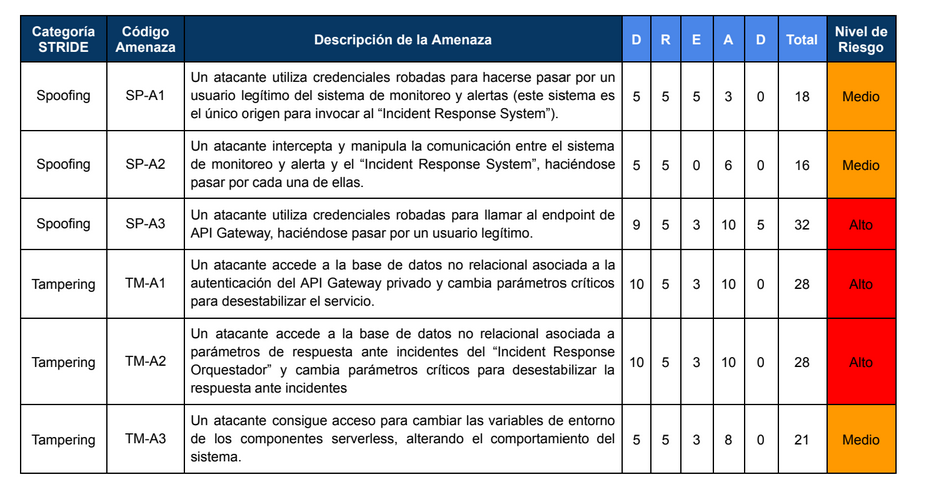 Categoría STRIDE | Código Amenaza | Descripción de la Amenaza | D | R | E | A | D | Total | Nivel de Riesgo
Spoofing | SP-A1 | Un atacante utiliza credenciales robadas para hacerse pasar por un
usuario legítimo del sistema de monitoreo y alertas (este sistema es
el único origen para invocar al “Incident Response System”). | 5 | 5 | 5 | 3 | 0 | 18 | Medio
Spoofing | SP-A2 | Un atacante intercepta y manipula la comunicación entre el sistema
de monitoreo y alerta y el “Incident Response System”, haciéndose
pasar por cada una de ellas. | 5 | 5 | 0 | 6 | 0 | 16 | Medio
Spoofing | SP-A3 | Un atacante utiliza credenciales robadas para llamar al endpoint de
API Gateway, haciéndose pasar por un usuario legítimo. | 9 | 5 | 3 | 10 | 5 | 32 | Alto
Tampering | TM-A1 | Un atacante accede a la base de datos no relacional asociada a la
autenticación del API Gateway privado y cambia parámetros críticos
para desestabilizar el servicio. | 10 | 5 | 3 | 10 | 0 | 28 | Alto
Tampering | TM-A2 | Un atacante accede a la base de datos no relacional asociada a
parámetros de respuesta ante incidentes del “Incident Response
Orquestador” y cambia parámetros críticos para desestabilizar la
respuesta ante incidentes | 10 | 5 | 3 | 10 | 0 | 28 | Alto
Tampering | TM-A3 | Un atacante consigue acceso para cambiar las variables de entorno
de los componentes serverless, alterando el comportamiento del
sistema. | 5 | 5 | 3 | 8 | 0 | 21 | Medio